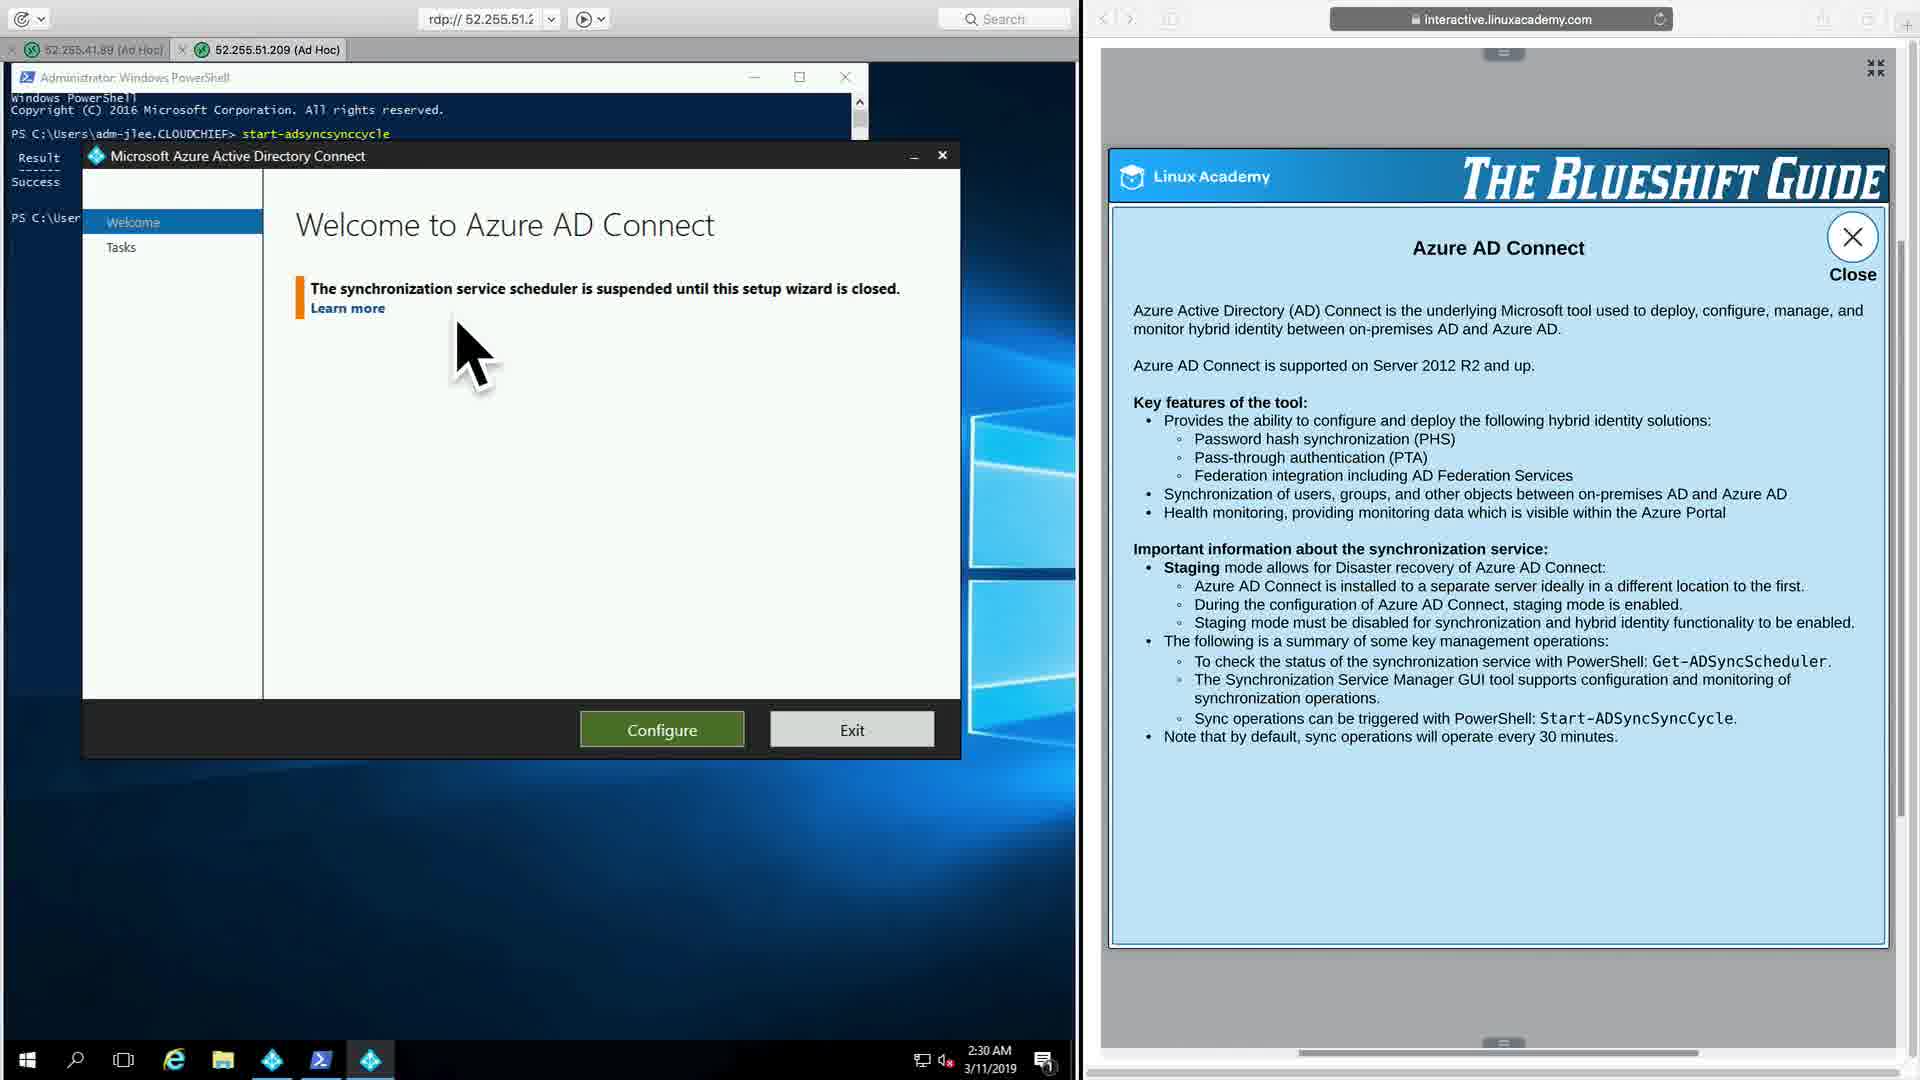 rdp:// 52.255.51.2
Search
52.255.41.89 (Ad Hoc)
52.255.51.209 (Ad Hoc)
Administrator: Windows PowerShell
Windows PowerShell
Copyright (C) 2016 Microsoft Corporation. All rights reserved.
PS C:\Users\adm-jlee.CLOUDCHIEF> start-adsyncsynccycle
Result
------
Success
PS C:\User
Microsoft Azure Active Directory Connect
Welcome
Tasks
Welcome to Azure AD Connect
The synchronization service scheduler is suspended until this setup wizard is closed.
Learn more
Configure
Exit
2:30 AM
3/11/2019
1
interactive.linuxacademy.com
Linux Academy
THE BLUESHIFT GUIDE
Azure AD Connect
Close
Azure Active Directory (AD) Connect is the underlying Microsoft tool used to deploy, configure, manage, and
monitor hybrid identity between on-premises AD and Azure AD.
Azure AD Connect is supported on Server 2012 R2 and up.
Key features of the tool:
• Provides the ability to configure and deploy the following hybrid identity solutions:
◦ Password hash synchronization (PHS)
◦ Pass-through authentication (PTA)
◦ Federation integration including AD Federation Services
• Synchronization of users, groups, and other objects between on-premises AD and Azure AD
• Health monitoring, providing monitoring data which is visible within the Azure Portal
Important information about the synchronization service:
• Staging mode allows for Disaster recovery of Azure AD Connect:
◦ Azure AD Connect is installed to a separate server ideally in a different location to the first.
◦ During the configuration of Azure AD Connect, staging mode is enabled.
◦ Staging mode must be disabled for synchronization and hybrid identity functionality to be enabled.
• The following is a summary of some key management operations:
◦ To check the status of the synchronization service with PowerShell: Get-ADSyncScheduler.
◦ The Synchronization Service Manager GUI tool supports configuration and monitoring of
synchronization operations.
◦ Sync operations can be triggered with PowerShell: Start-ADSyncSyncCycle.
• Note that by default, sync operations will operate every 30 minutes.